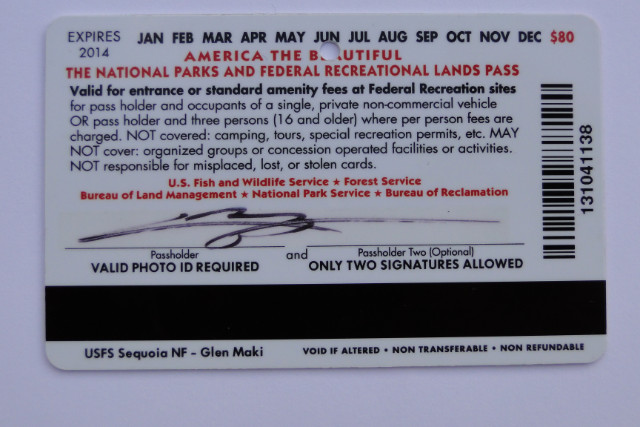 EXPIRES JAN FEB MAR APR MAY JUN JUL AUG SEP OCT NOV DEC $80
2014
AMERICA THE BEAUTIFUL
THE NATIONAL PARKS AND FEDERAL RECREATIONAL LANDS PASS
Valid for entrance or standard amenity fees at Federal Recreation sites
for pass holder and occupants of a single, private non-commercial vehicle
OR pass holder and three persons (16 and older) where per person fees are
charged. NOT covered: camping, tours, special recreation permits, etc. MAY
NOT cover: organized groups or concession operated facilities or activities.
NOT responsible for misplaced, lost, or stolen cards.
U.S. Fish and Wildlife Service ★ Forest Service
Bureau of Land Management ★ National Park Service ★ Bureau of Reclamation
131041138
Passholder and Passholder Two (Optional)
VALID PHOTO ID REQUIRED ONLY TWO SIGNATURES ALLOWED
USFS Sequoia NF - Glen Maki VOID IF ALTERED • NON TRANSFERABLE • NON REFUNDABLE